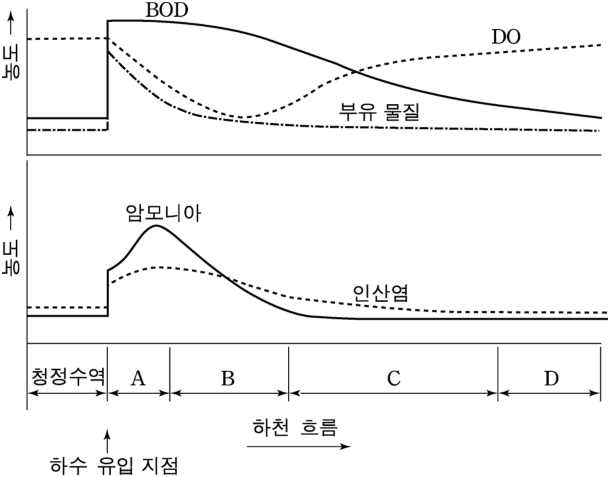 BOD
DO
농도
부유 물질
암모니아
농도
인산염
청정수역 A B C D
하천 흐름
하수 유입 지점